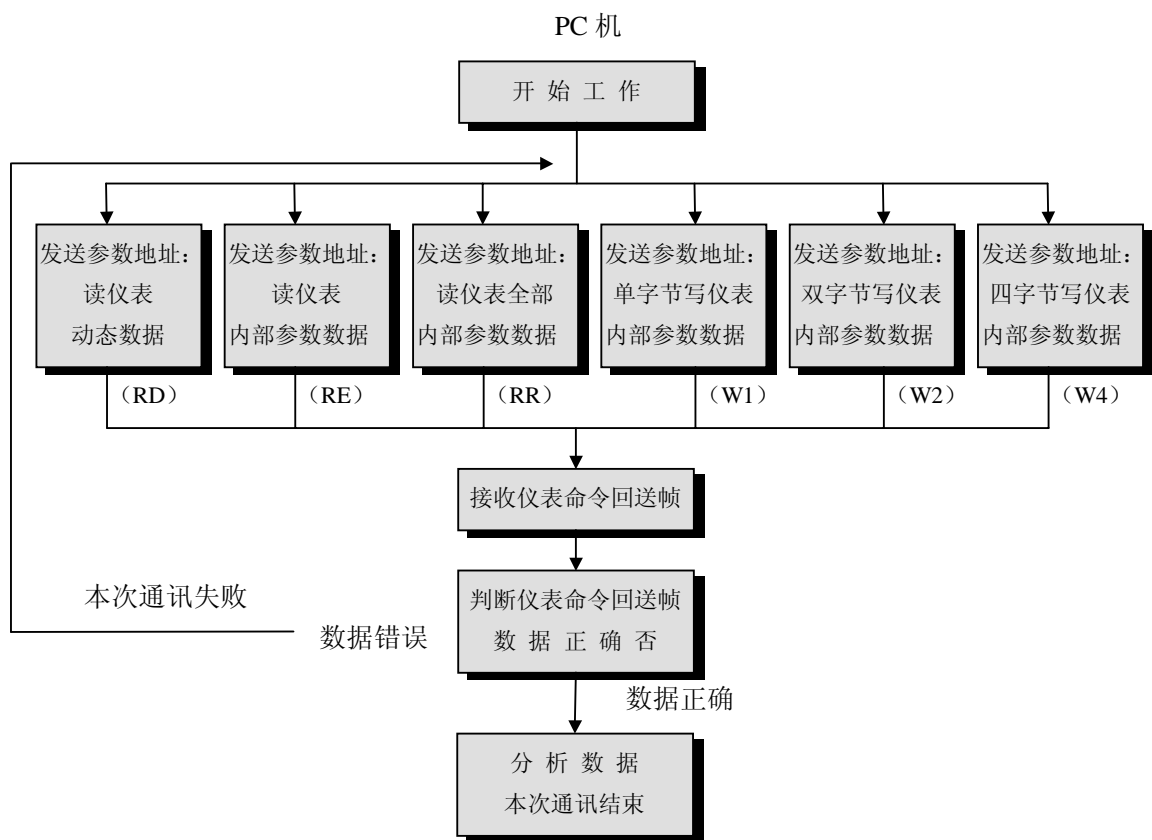 PC 机
开 始 工 作
发送参数地址：
读仪表
动态数据
（RD）
发送参数地址：
读仪表
内部参数数据
（RE）
发送参数地址：
读仪表全部
内部参数数据
（RR）
发送参数地址：
单字节写仪表
内部参数数据
（W1）
发送参数地址：
双字节写仪表
内部参数数据
（W2）
发送参数地址：
四字节写仪表
内部参数数据
（W4）
接收仪表命令回送帧
判断仪表命令回送帧
数 据 正 确 否
本次通讯失败
数据错误
数据正确
分 析 数 据
本次通讯结束